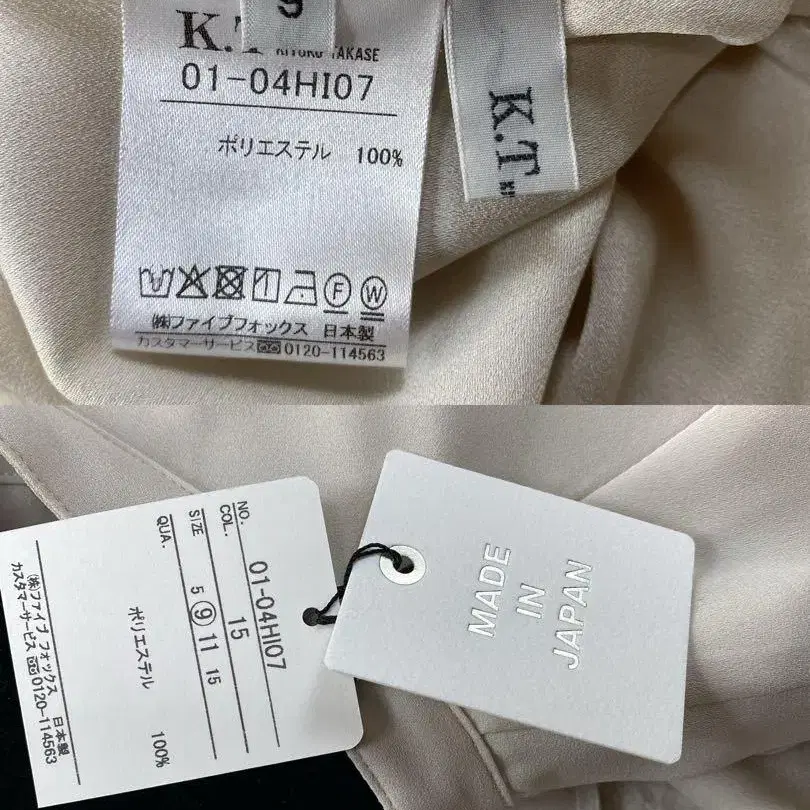 9
K.T KIYOKO TAKASE
01-04HI07
ポリエステル 100%
(株)ファイブフォックス 日本製
カスタマーサービス 0120-114563
K.T
NO. 01-04HI07
COL. 15
SIZE 5 9 11 15
QUA.
ポリエステル 100%
(株)ファイブ フォックス 日本製
カスタマーサービス 0120-114563
MADE
IN
JAPAN